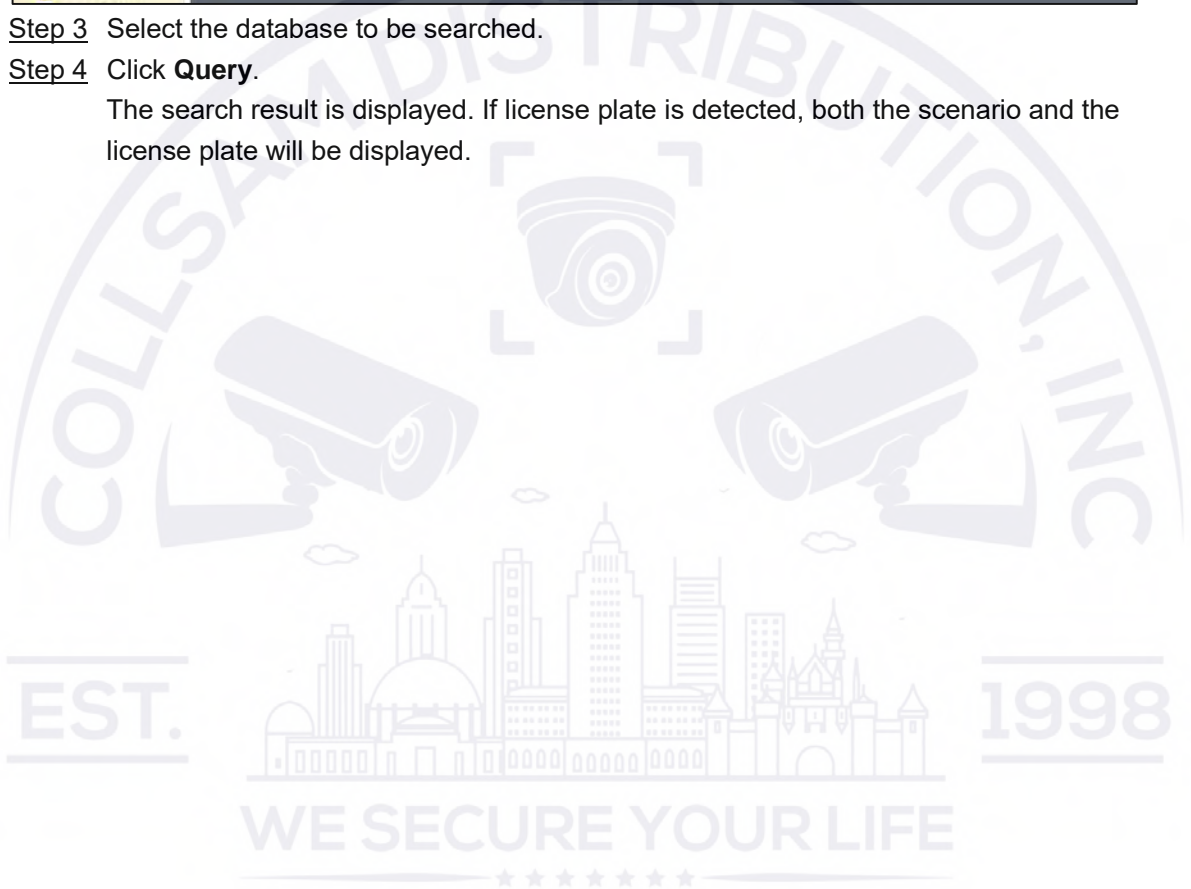 Step 3 Select the database to be searched.
Step 4 Click Query.
The search result is displayed. If license plate is detected, both the scenario and the
license plate will be displayed.
COLLSAM DISTRIBUTION, INC
EST.
1998
WE SECURE YOUR LIFE